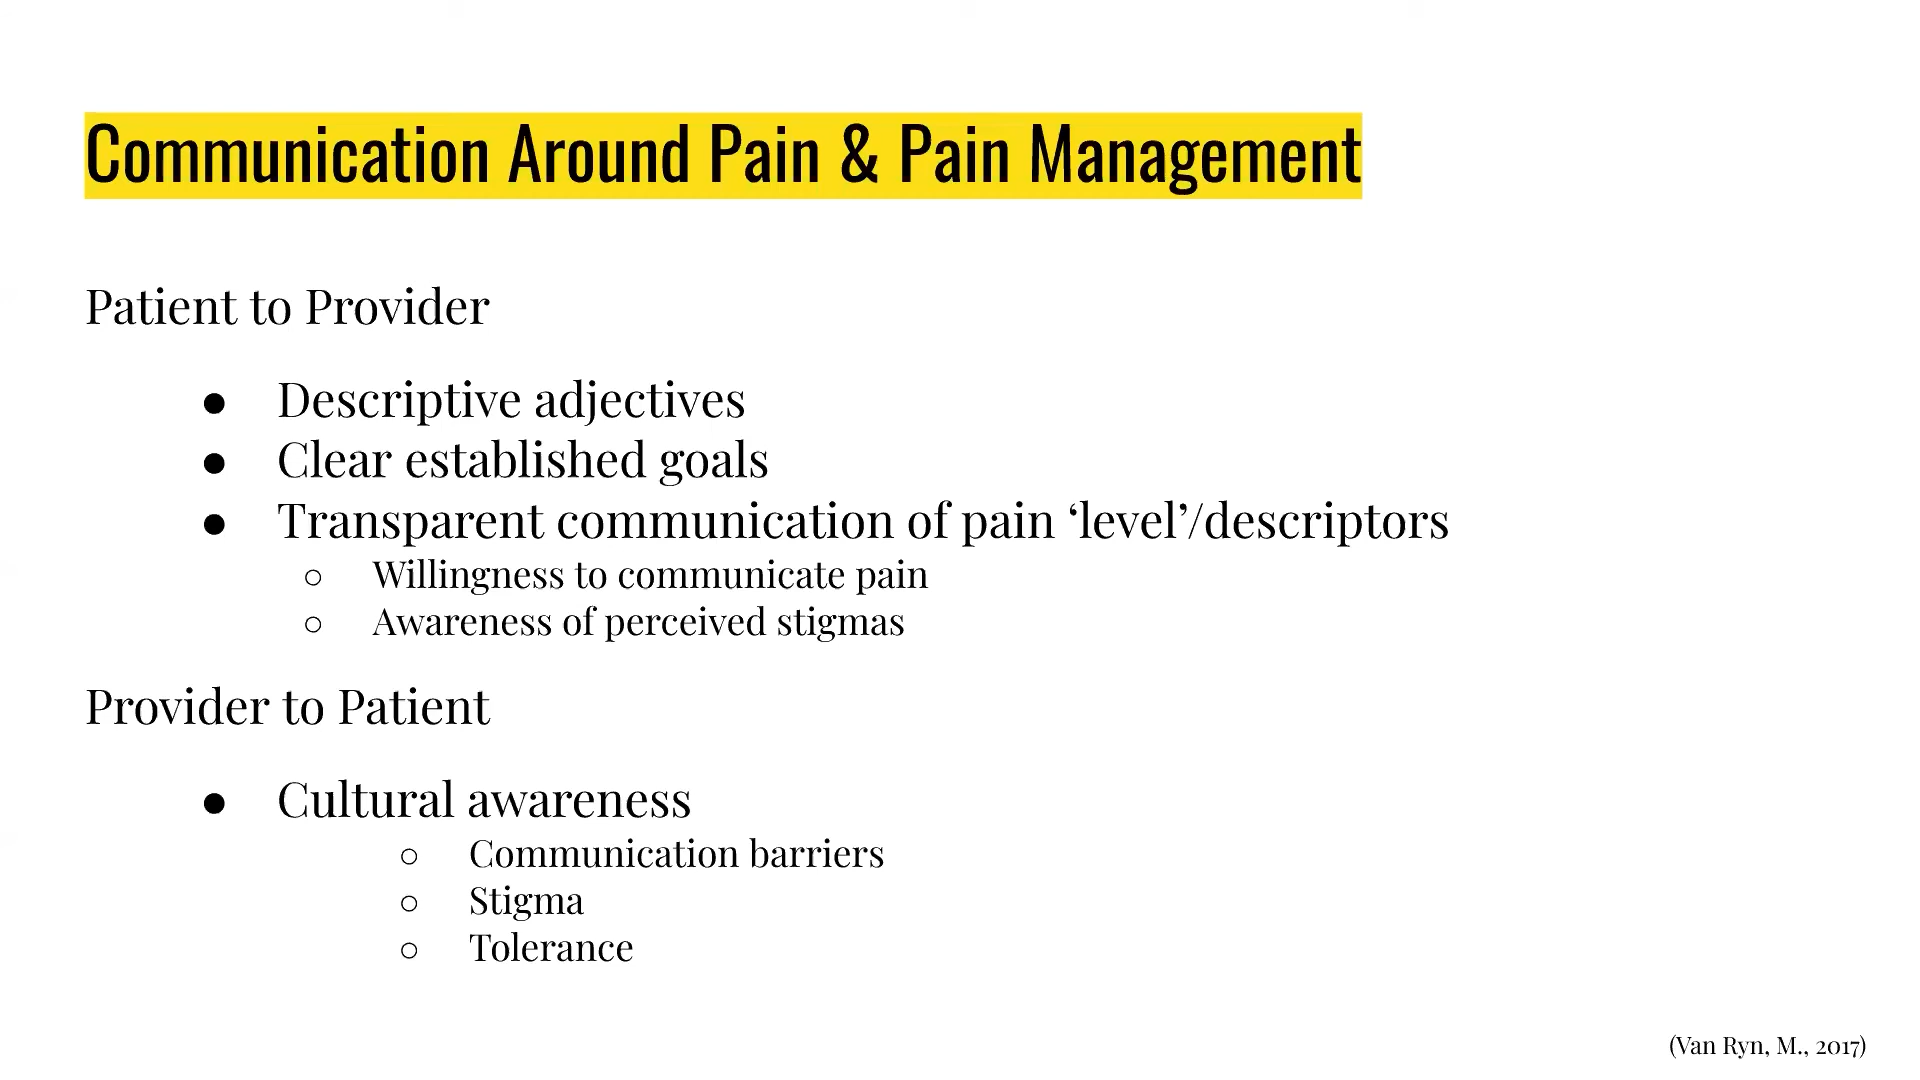 Communication Around Pain & Pain Management
Patient to Provider
● Descriptive adjectives
● Clear established goals
● Transparent communication of pain ‘level’/descriptors
○ Willingness to communicate pain
○ Awareness of perceived stigmas
Provider to Patient
● Cultural awareness
○ Communication barriers
○ Stigma
○ Tolerance
(Van Ryn, M., 2017)